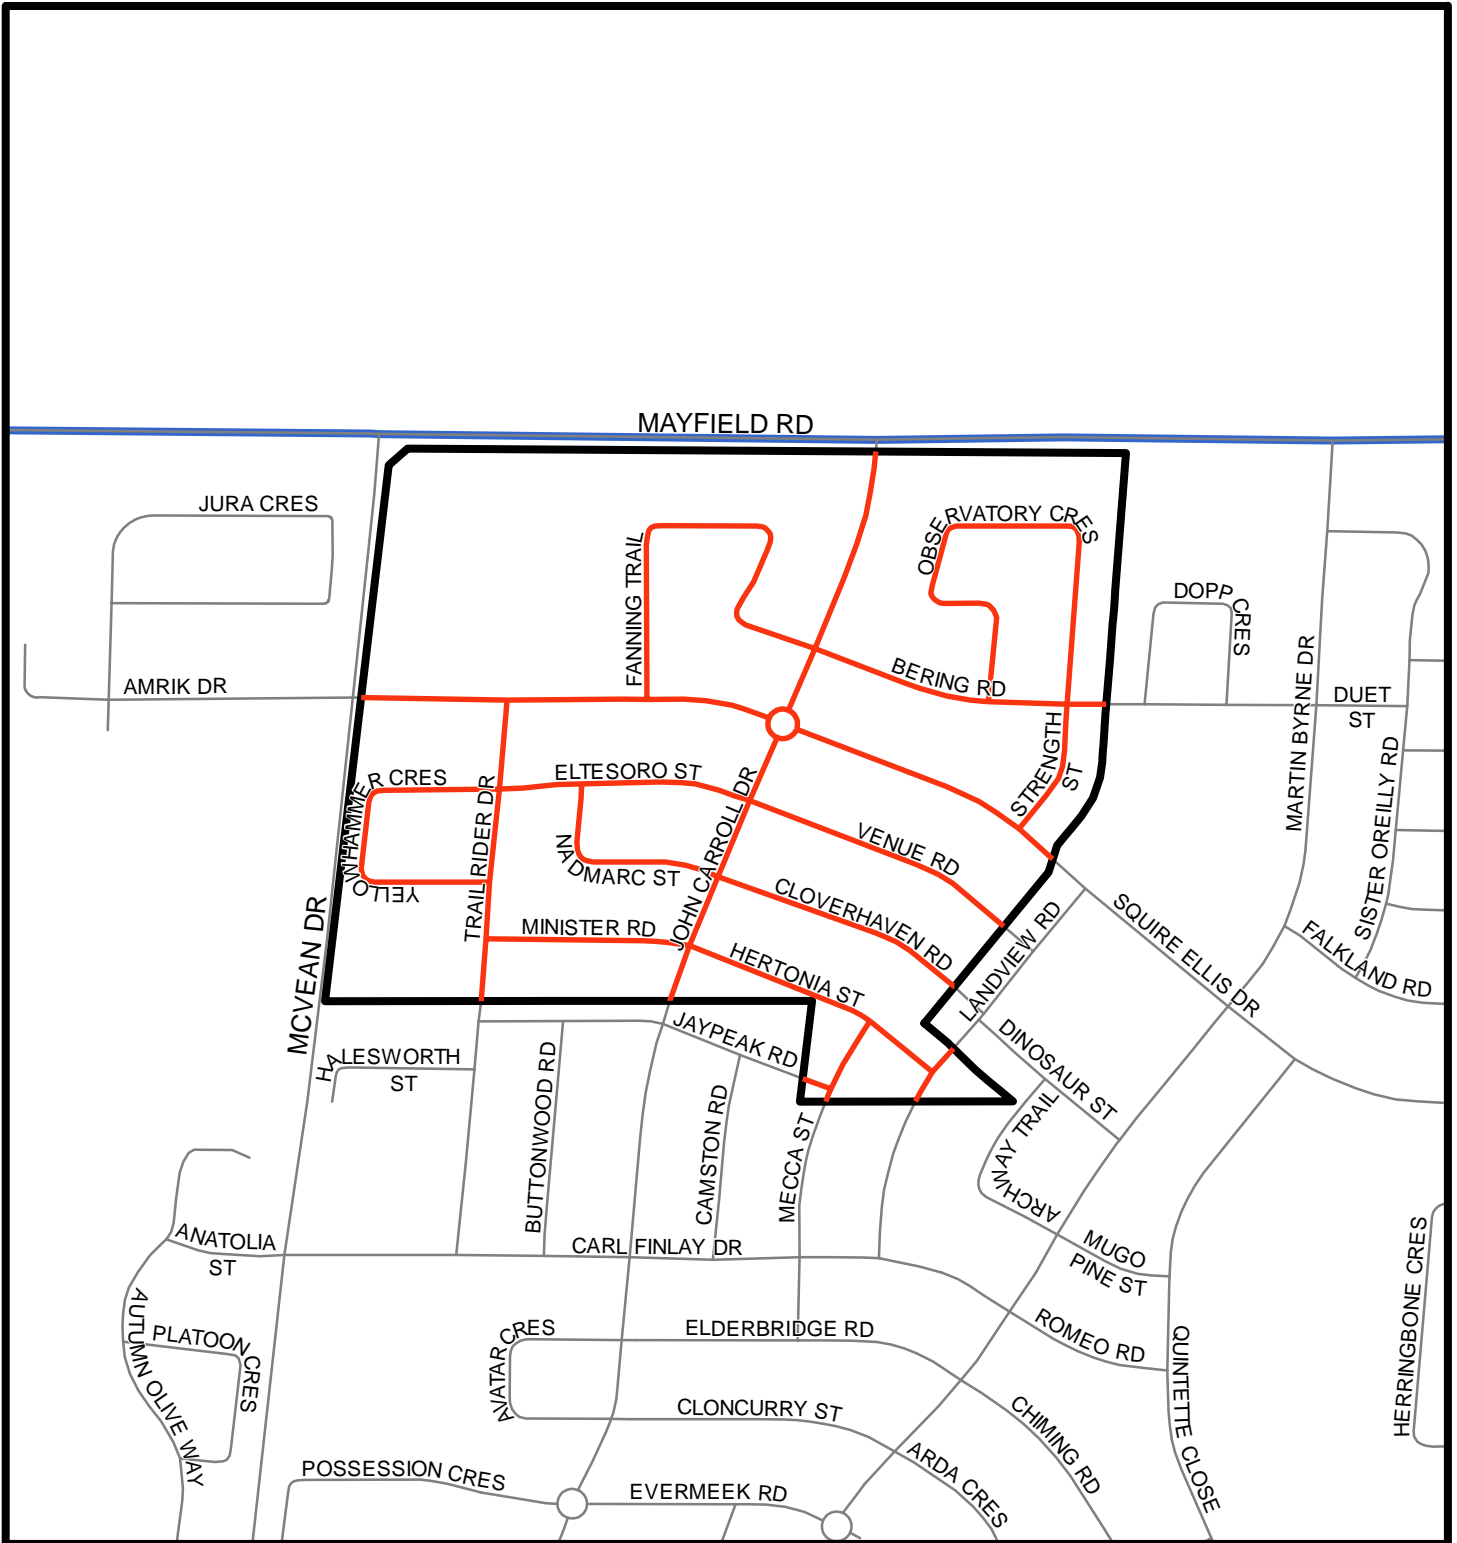 MAYFIELD RD
JURA CRES
OBSERVATORY CRES
FANNING TRAIL
DOPP CRES
AMRIK DR
BERING RD
DUET
ST
MARTIN BYRNE DR
STRENGTH
ST
ELTESORO ST
YELLOWHAMMER CRES
TRAIL RIDER DR
JOHN CARROLL DR
SISTER OREILLY RD
VENUE RD
NADMARC ST
CLOVERHAVEN RD
MINISTER RD
HERTONIA ST
LANDVIEW RD
SQUIRE ELLIS DR
FALKLAND RD
MCVEAN DR
JAYPEAK RD
HALESWORTH
ST
DINOSAUR ST
BUTTONWOOD RD
CAMSTON RD
MECCA ST
ARCHWAY TRAIL
ANATOLIA
ST
CARL FINLAY DR
MUGO
PINE ST
HERRINGBONE CRES
AUTUMN OLIVE WAY
PLATOON CRES
AVATAR CRES
ELDERBRIDGE RD
ROMEO RD
QUINTETTE CLOSE
CLONCURRY ST
CHIMING RD
ARDA CRES
POSSESSION CRES
EVERMEEK RD